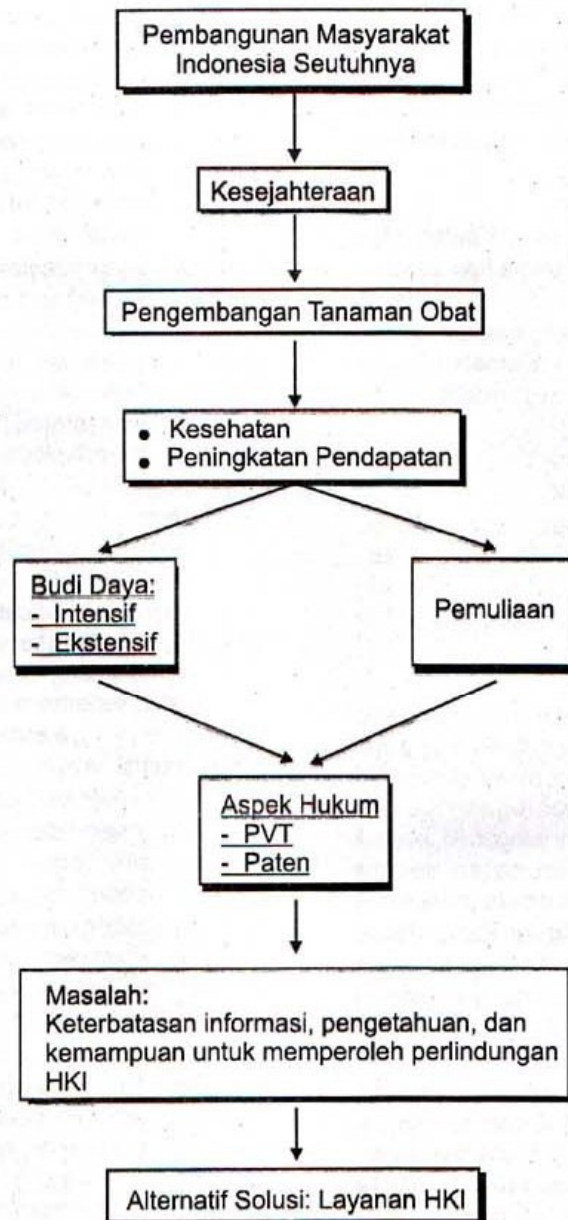 Pembangunan Masyarakat
Indonesia Seutuhnya
Kesejahteraan
Pengembangan Tanaman Obat
• Kesehatan
• Peningkatan Pendapatan
Budi Daya:
- Intensif
- Ekstensif
Pemuliaan
Aspek Hukum
- PVT
- Paten
Masalah:
Keterbatasan informasi, pengetahuan, dan
kemampuan untuk memperoleh perlindungan
HKI
Alternatif Solusi: Layanan HKI